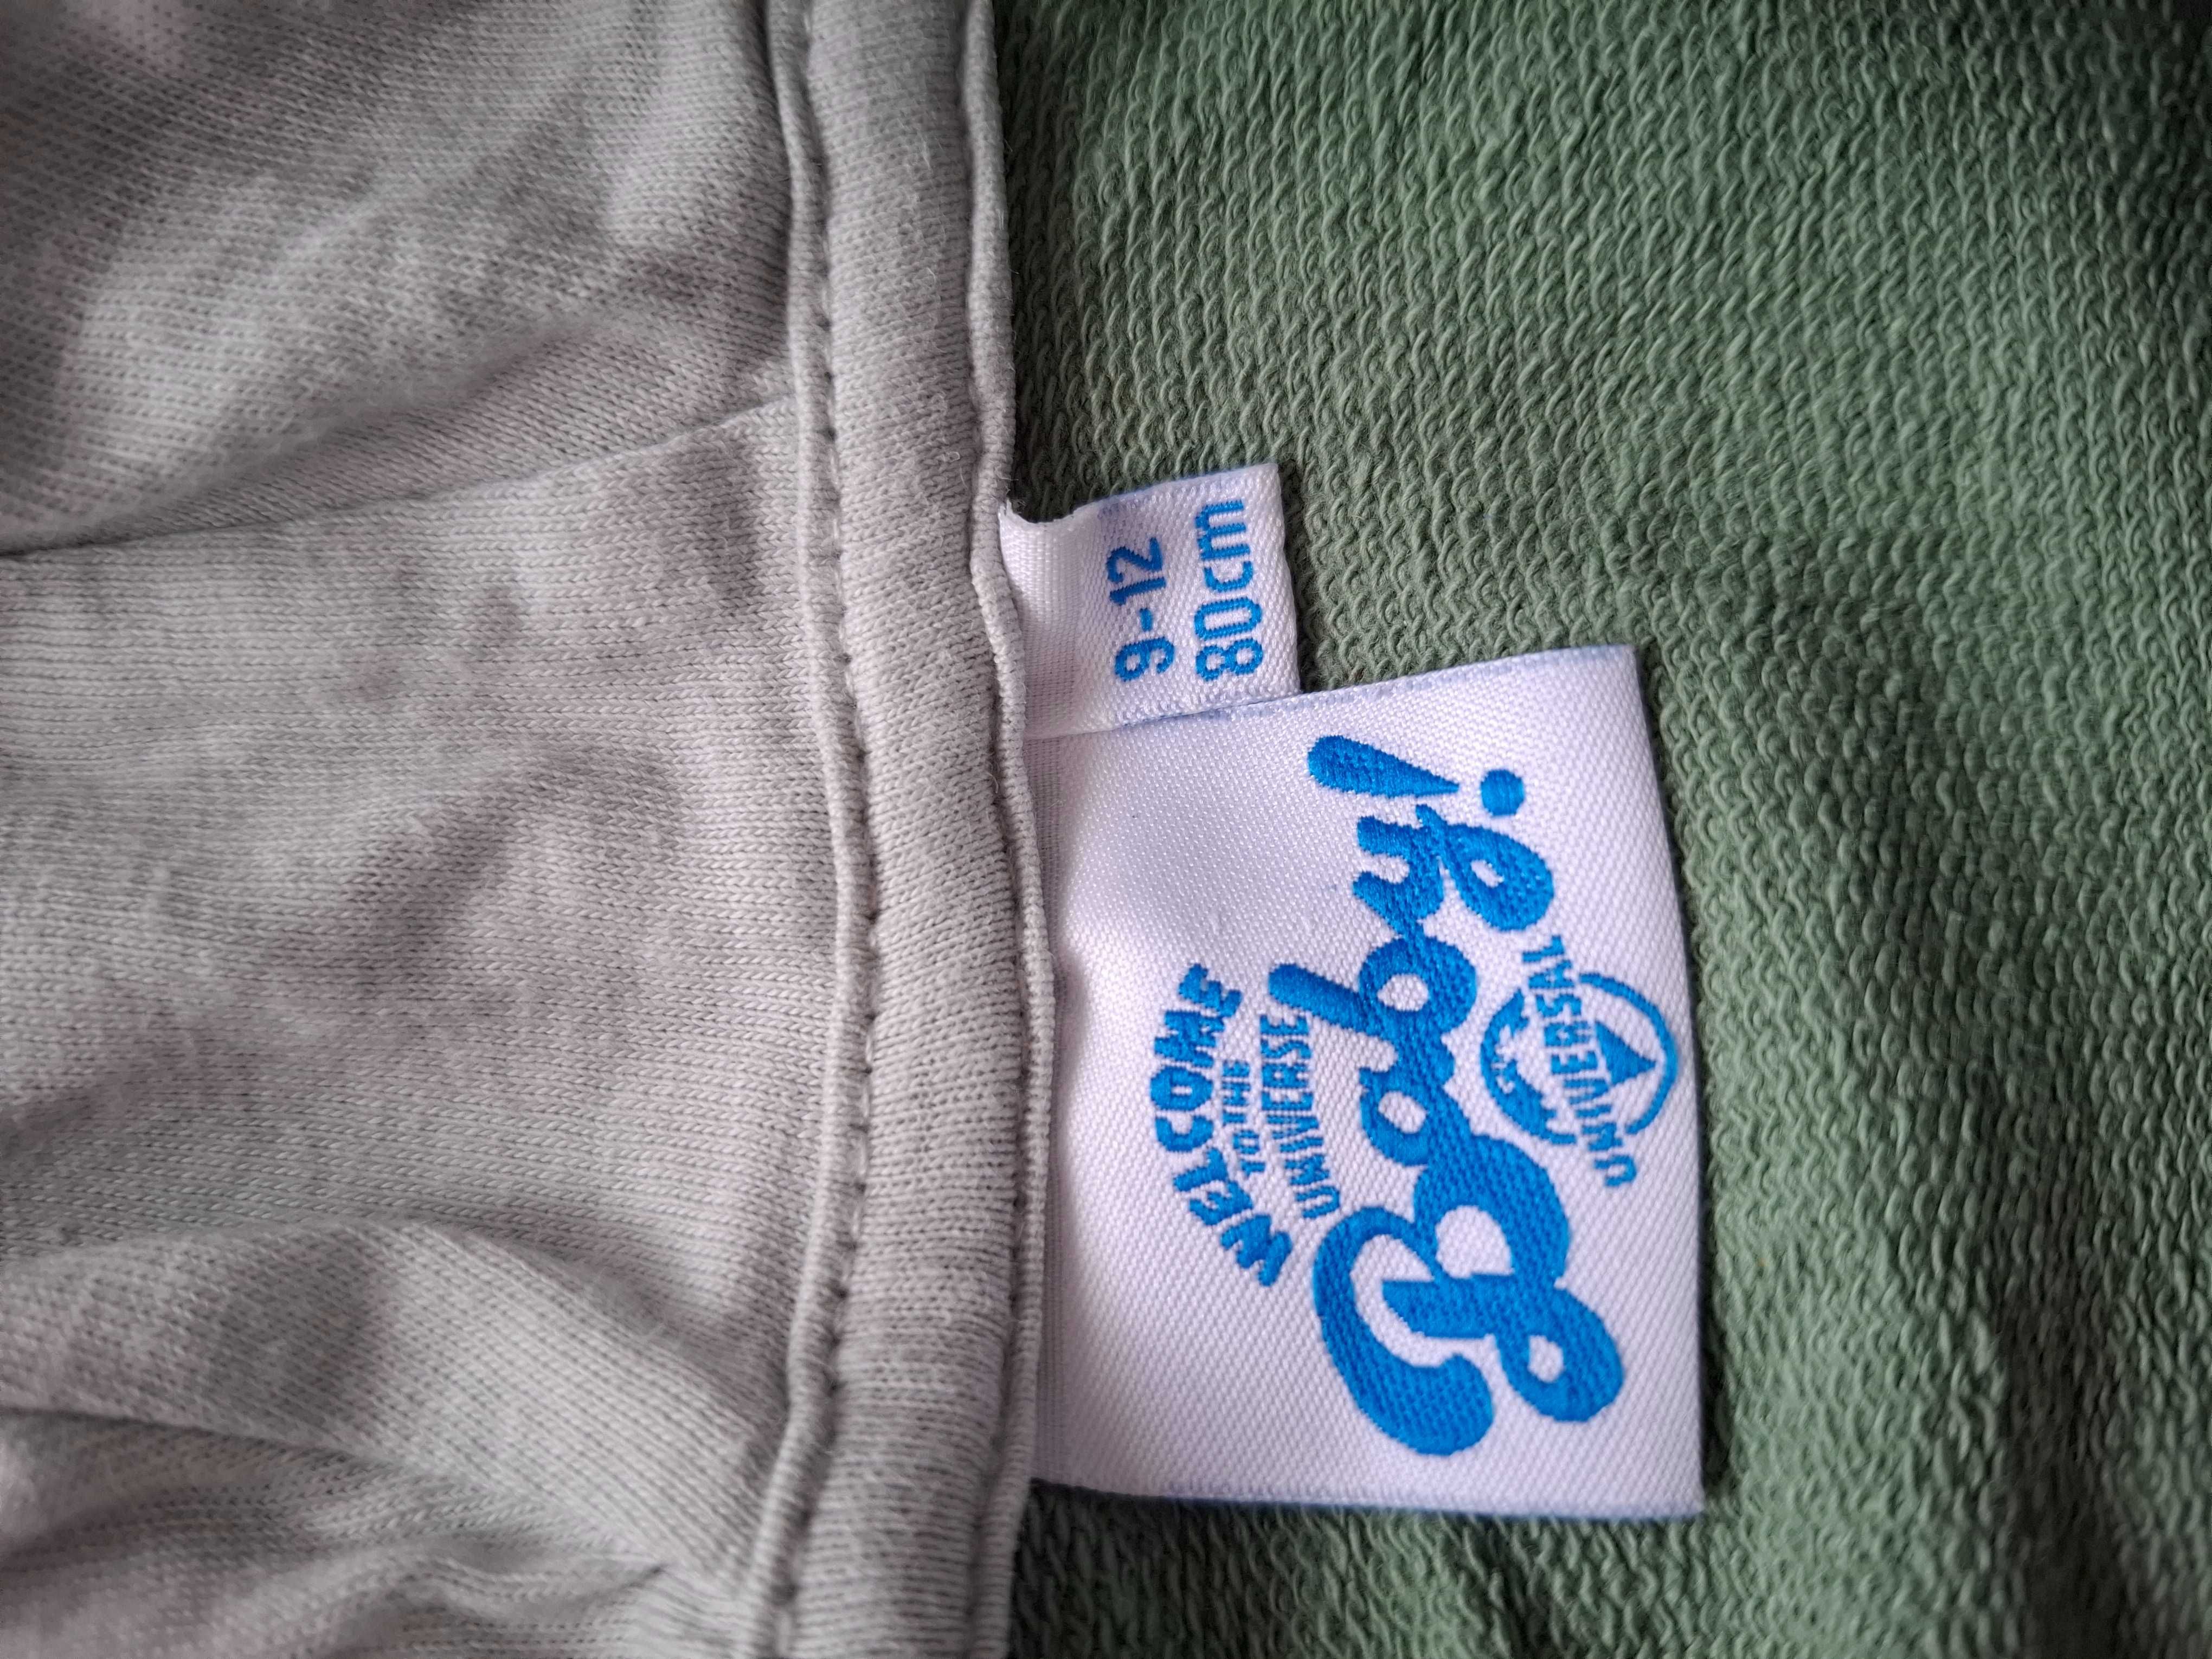 9-12
80cm
WELCOME
TO THE
UNIVERSE
Baby!
UNIVERSAL